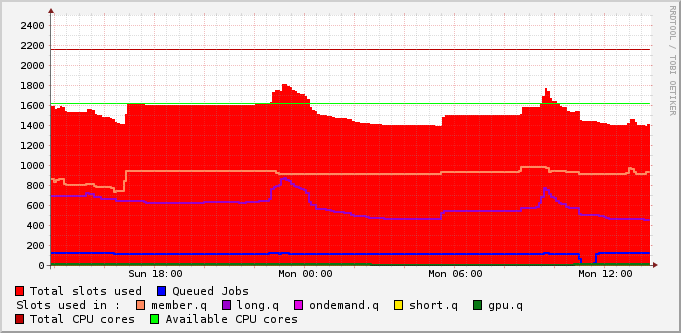 RRDTOOL / TOBI OETIKER
2400
2200
2000
1800
1600
1400
1200
1000
800
600
400
200
0
Sun 18:00 Mon 00:00 Mon 06:00 Mon 12:00
Total slots used Queued Jobs
Slots used in : member.q long.q ondemand.q short.q gpu.q
Total CPU cores Available CPU cores